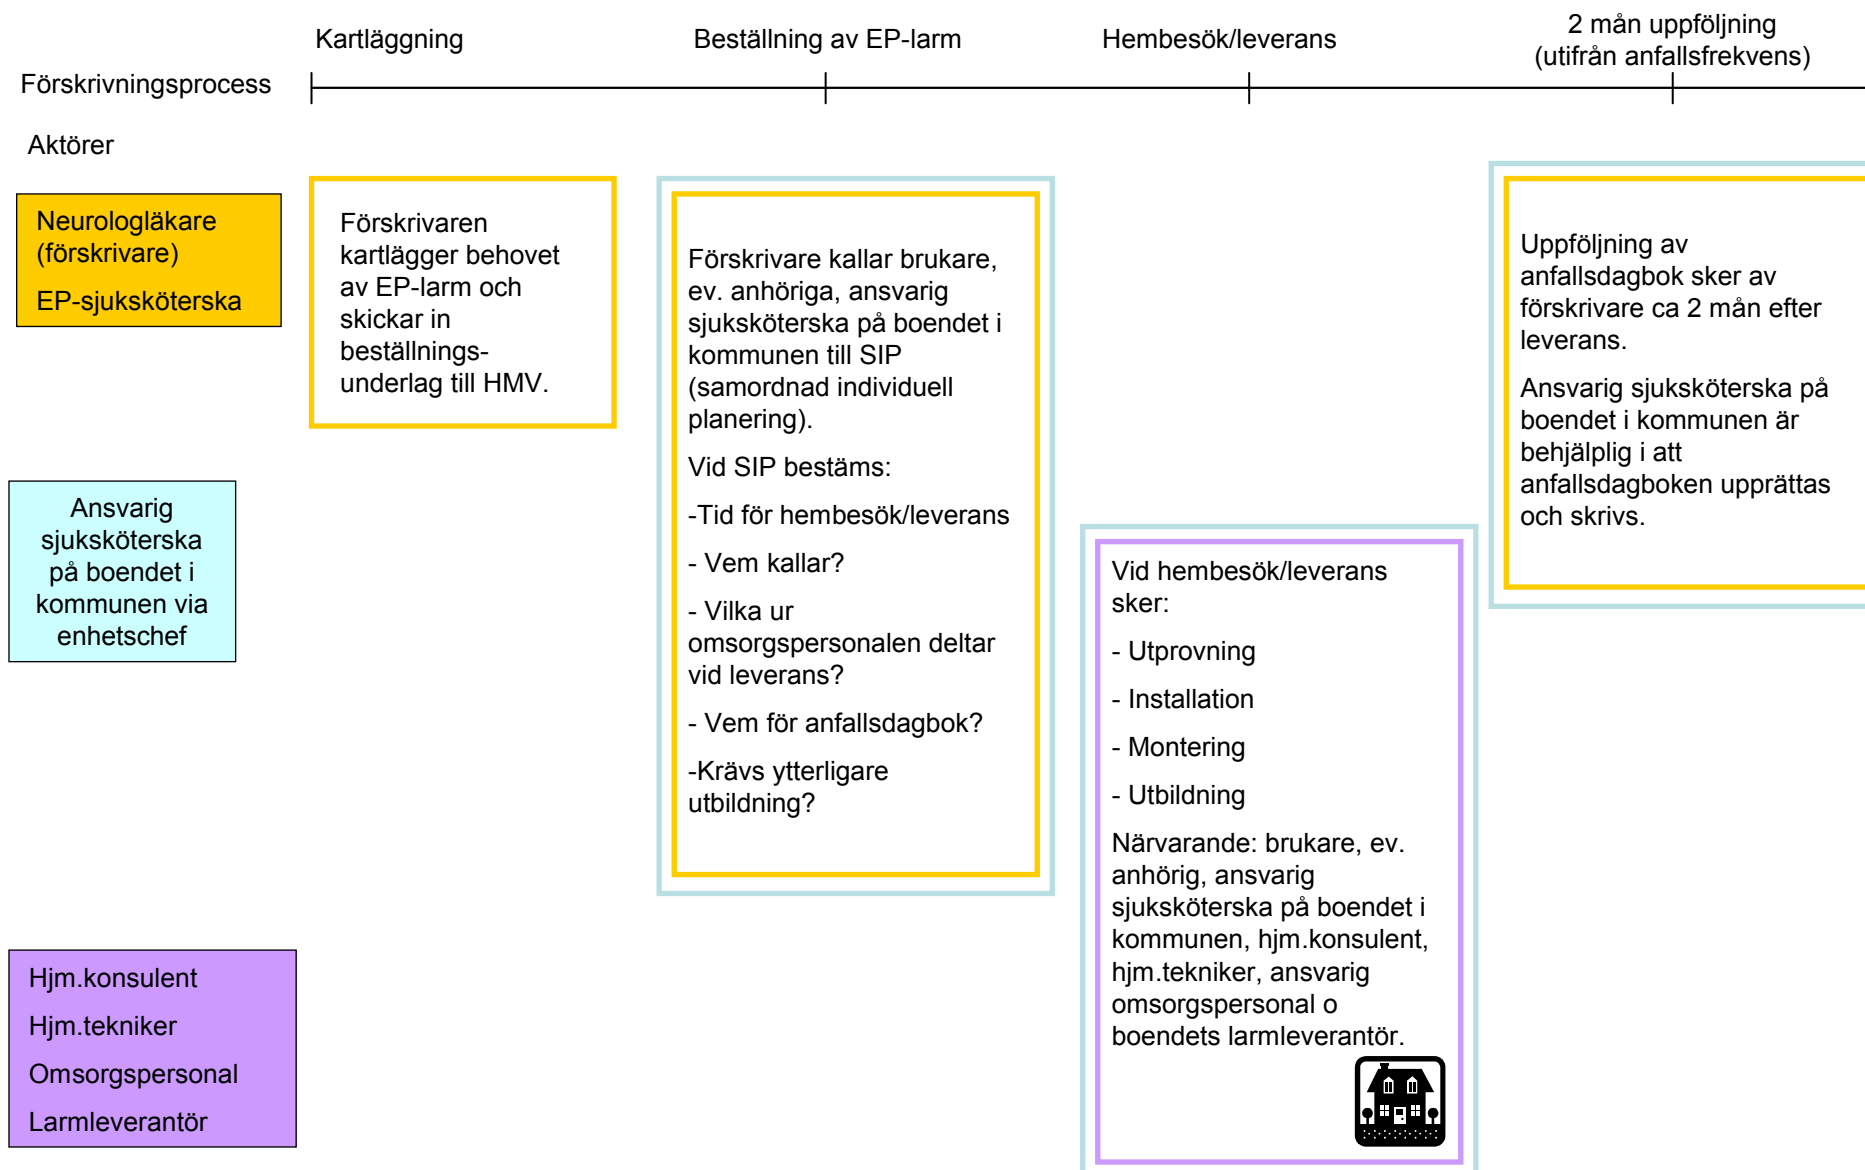 Kartläggning
Beställning av EP-larm
Hembesök/leverans
2 mån uppföljning
(utifrån anfallsfrekvens)
Förskrivningsprocess
Aktörer
Neurologläkare
(förskrivare)
EP-sjuksköterska
Förskrivaren
kartlägger behovet
av EP-larm och
skickar in
beställnings-
underlag till HMV.
Förskrivare kallar brukare,
ev. anhöriga, ansvarig
sjuksköterska på boendet i
kommunen till SIP
(samordnad individuell
planering).
Vid SIP bestäms:
-Tid för hembesök/leverans
- Vem kallar?
- Vilka ur
omsorgspersonalen deltar
vid leverans?
- Vem för anfallsdagbok?
-Krävs ytterligare
utbildning?
Uppföljning av
anfallsdagbok sker av
förskrivare ca 2 mån efter
leverans.
Ansvarig sjuksköterska på
boendet i kommunen är
behjälplig i att
anfallsdagboken upprättas
och skrivs.
Ansvarig
sjuksköterska
på boendet i
kommunen via
enhetschef
Vid hembesök/leverans
sker:
- Utprovning
- Installation
- Montering
- Utbildning
Närvarande: brukare, ev.
anhörig, ansvarig
sjuksköterska på boendet i
kommunen, hjm.konsulent,
hjm.tekniker, ansvarig
omsorgspersonal o
boendets larmleverantör.
Hjm.konsulent
Hjm.tekniker
Omsorgspersonal
Larmleverantör